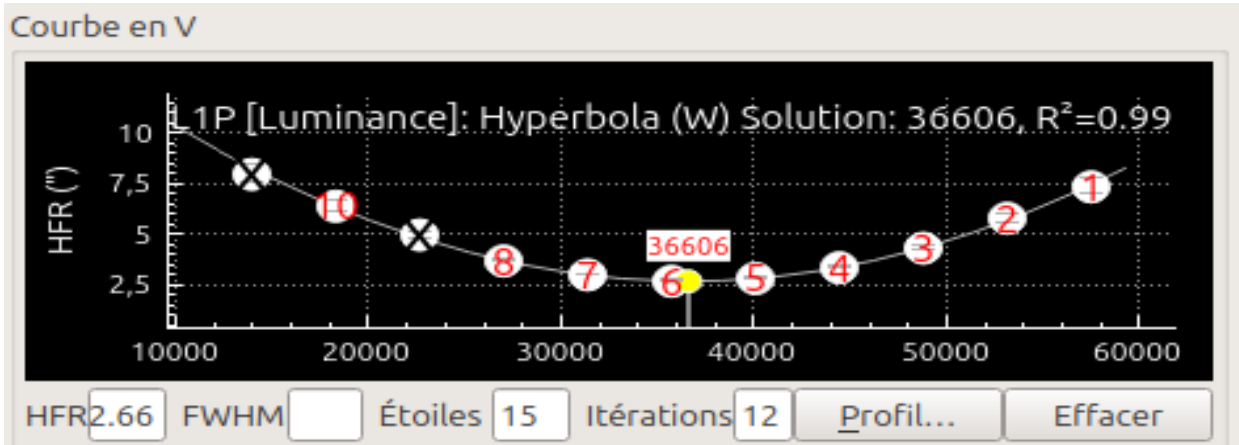 Courbe en V
L1P [Luminance]: Hyperbola (W) Solution: 36606, R²=0.99
10
7,5
5
2,5
HFR (")
10 8 7 6 5 4 3 2 1
36606
10000 20000 30000 40000 50000 60000
HFR 2.66 FWHM Étoiles 15 Itérations 12 Profil... Effacer